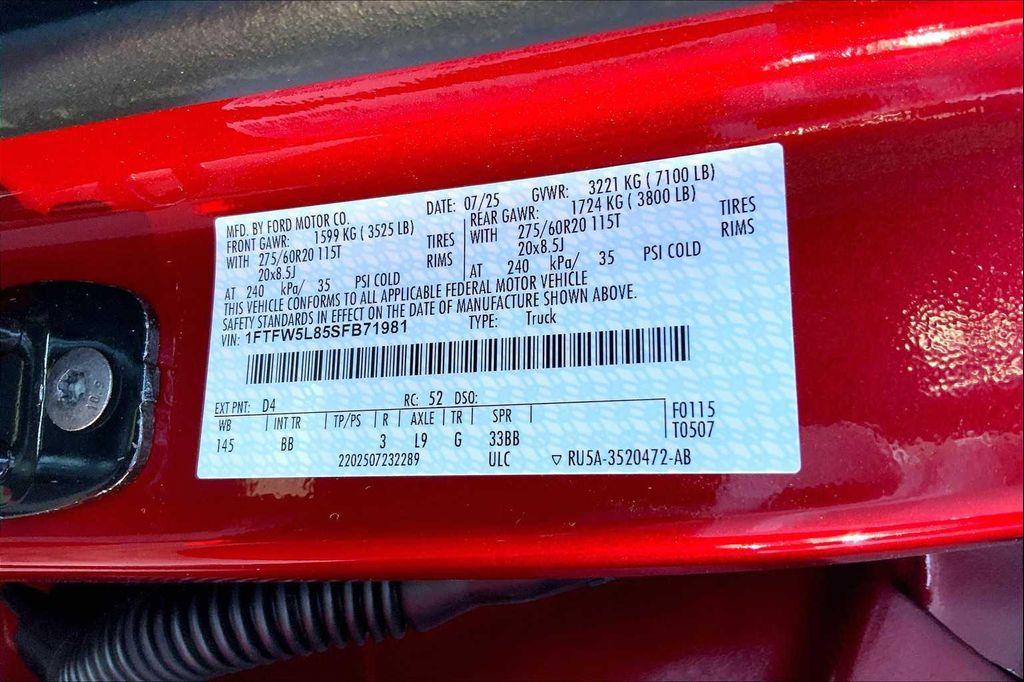 MFD. BY FORD MOTOR CO.
DATE: 07/25 GVWR: 3221 KG ( 7100 LB)
FRONT GAWR: 1599 KG ( 3525 LB) REAR GAWR: 1724 KG ( 3800 LB)
WITH 275/60R20 115T TIRES WITH 275/60R20 115T TIRES
20x8.5J RIMS 20x8.5J RIMS
AT 240 kPa/ 35 PSI COLD AT 240 kPa/ 35 PSI COLD
THIS VEHICLE CONFORMS TO ALL APPLICABLE FEDERAL MOTOR VEHICLE
SAFETY STANDARDS IN EFFECT ON THE DATE OF MANUFACTURE SHOWN ABOVE.
VIN: 1FTFW5L85SFB71981 TYPE: Truck
EXT PNT: D4 RC: 52 DSO:
WB INT TR TP/PS R AXLE TR SPR F0115
145 BB 3 L9 G 33BB T0507
2202507232289 ULC ▽ RU5A-3520472-AB